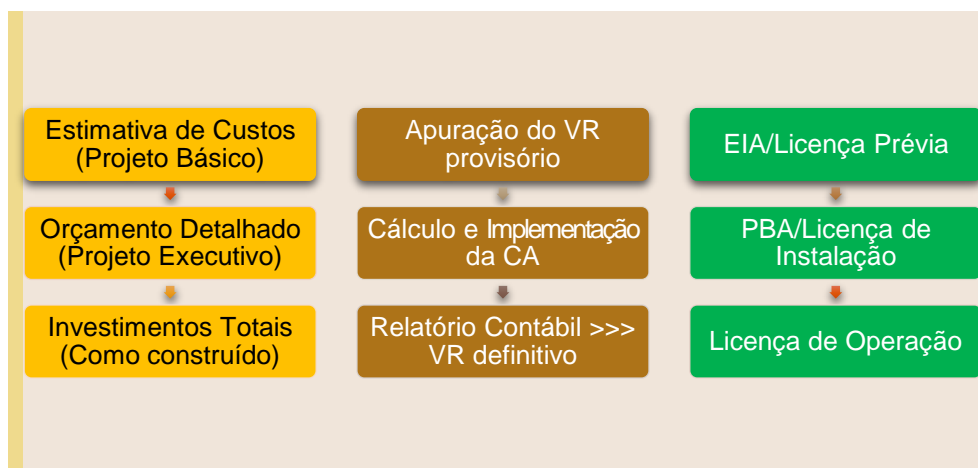 Estimativa de Custos
(Projeto Básico)
Orçamento Detalhado
(Projeto Executivo)
Investimentos Totais
(Como construído)
Apuração do VR
provisório
Cálculo e Implementação
da CA
Relatório Contábil >>>
VR definitivo
EIA/Licença Prévia
PBA/Licença de
Instalação
Licença de Operação